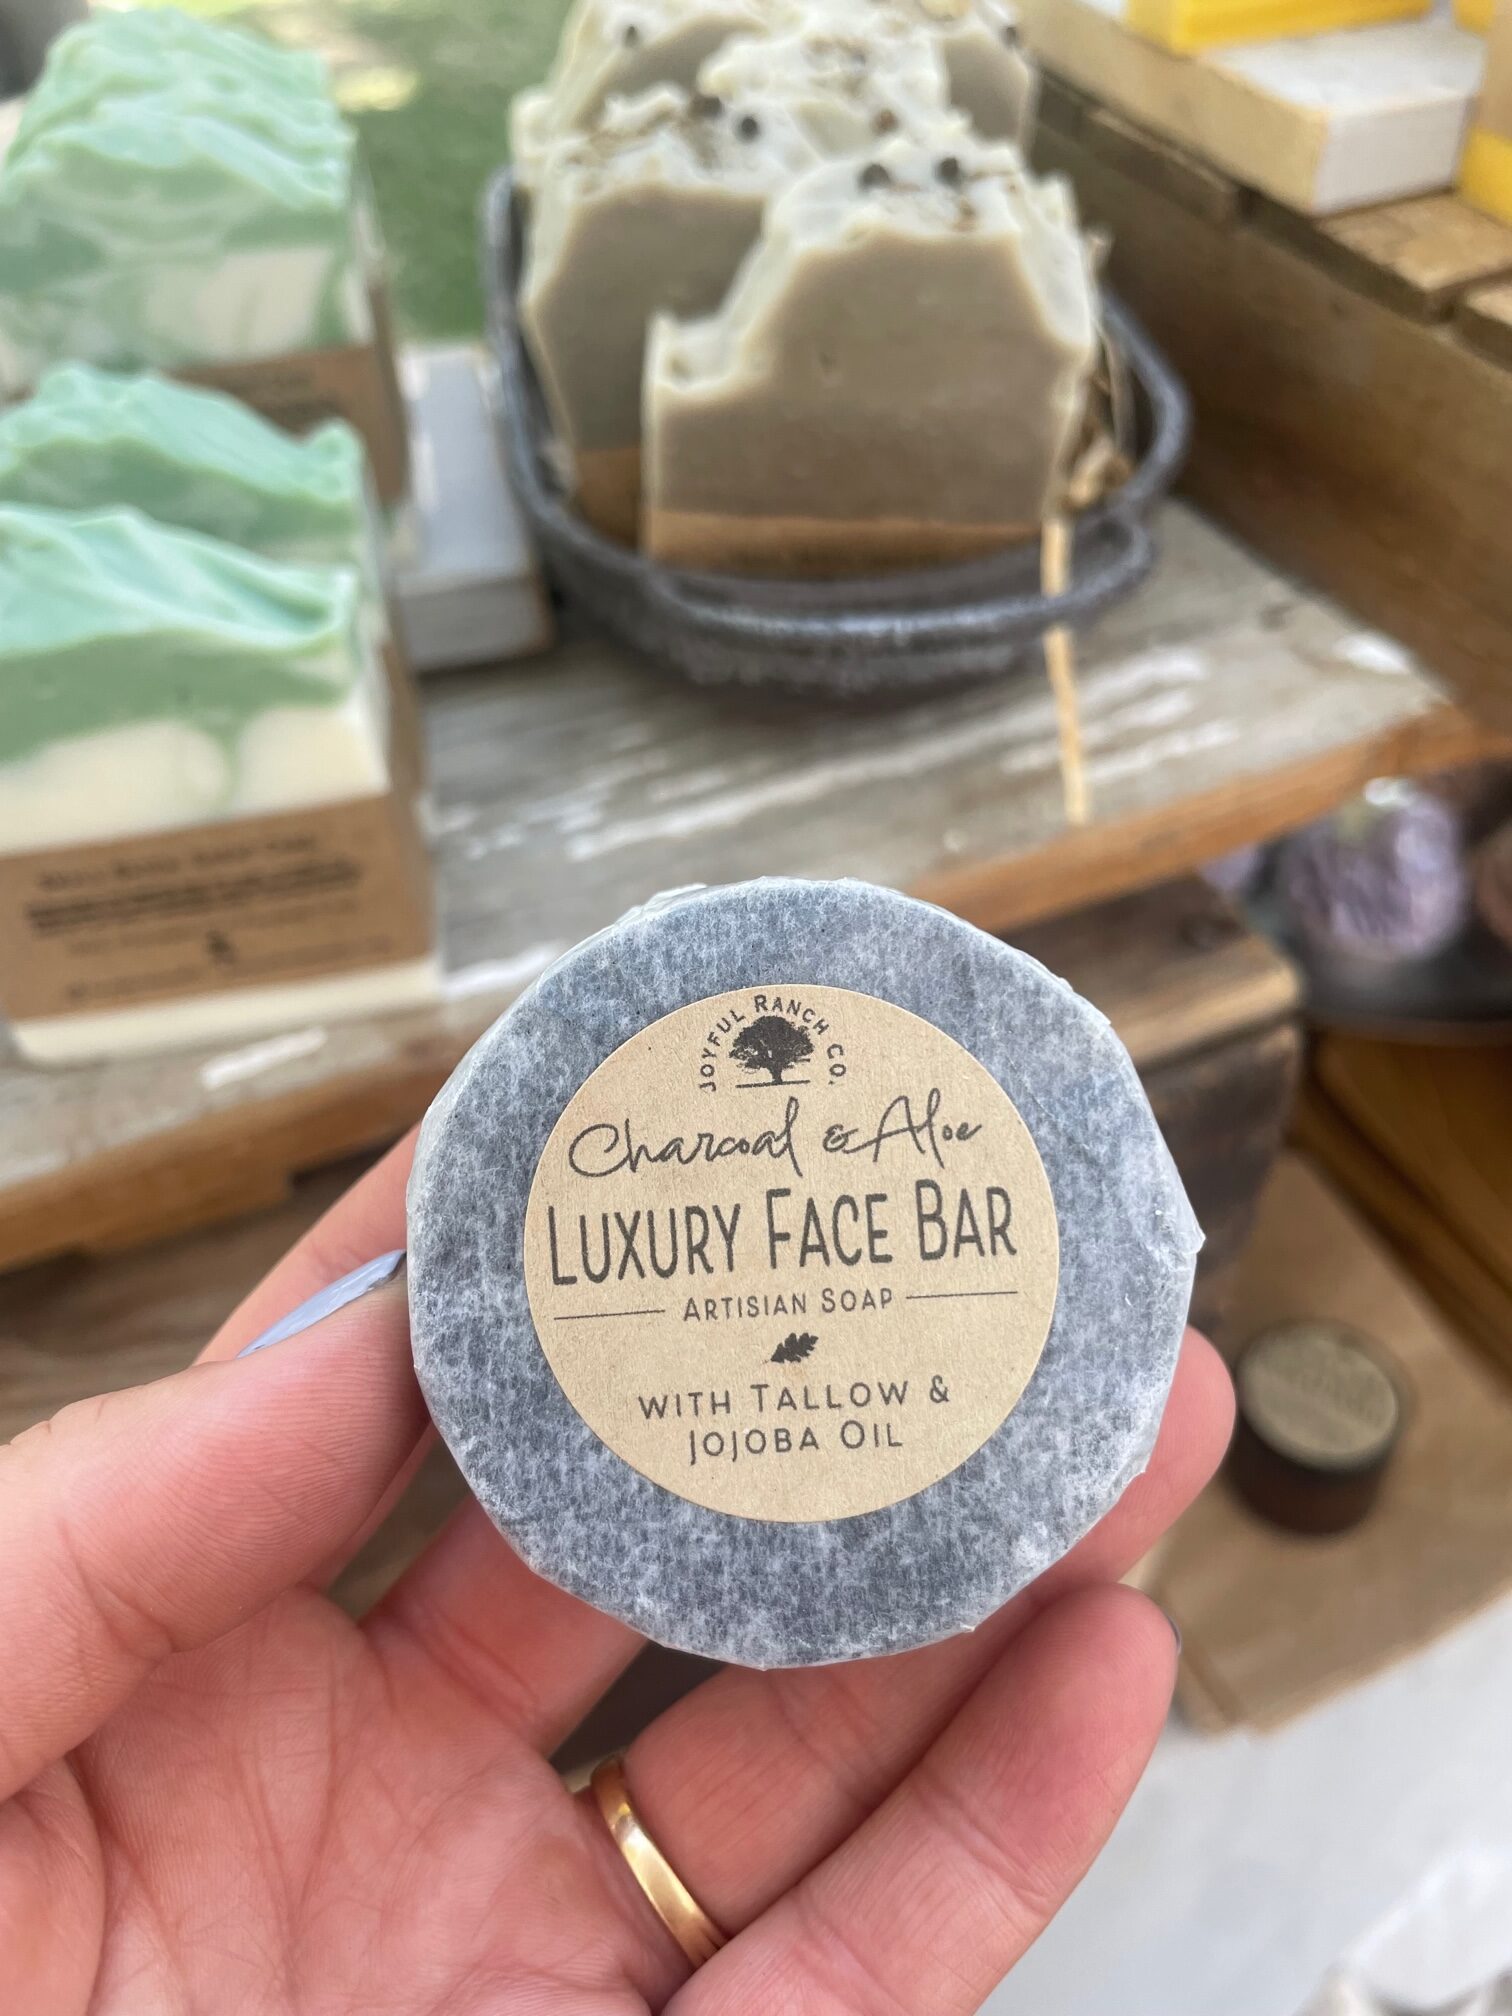 Joyful Ranch Co.
Charcoal & Aloe
Luxury Face Bar
Artisian Soap
with Tallow &
Jojoba Oil